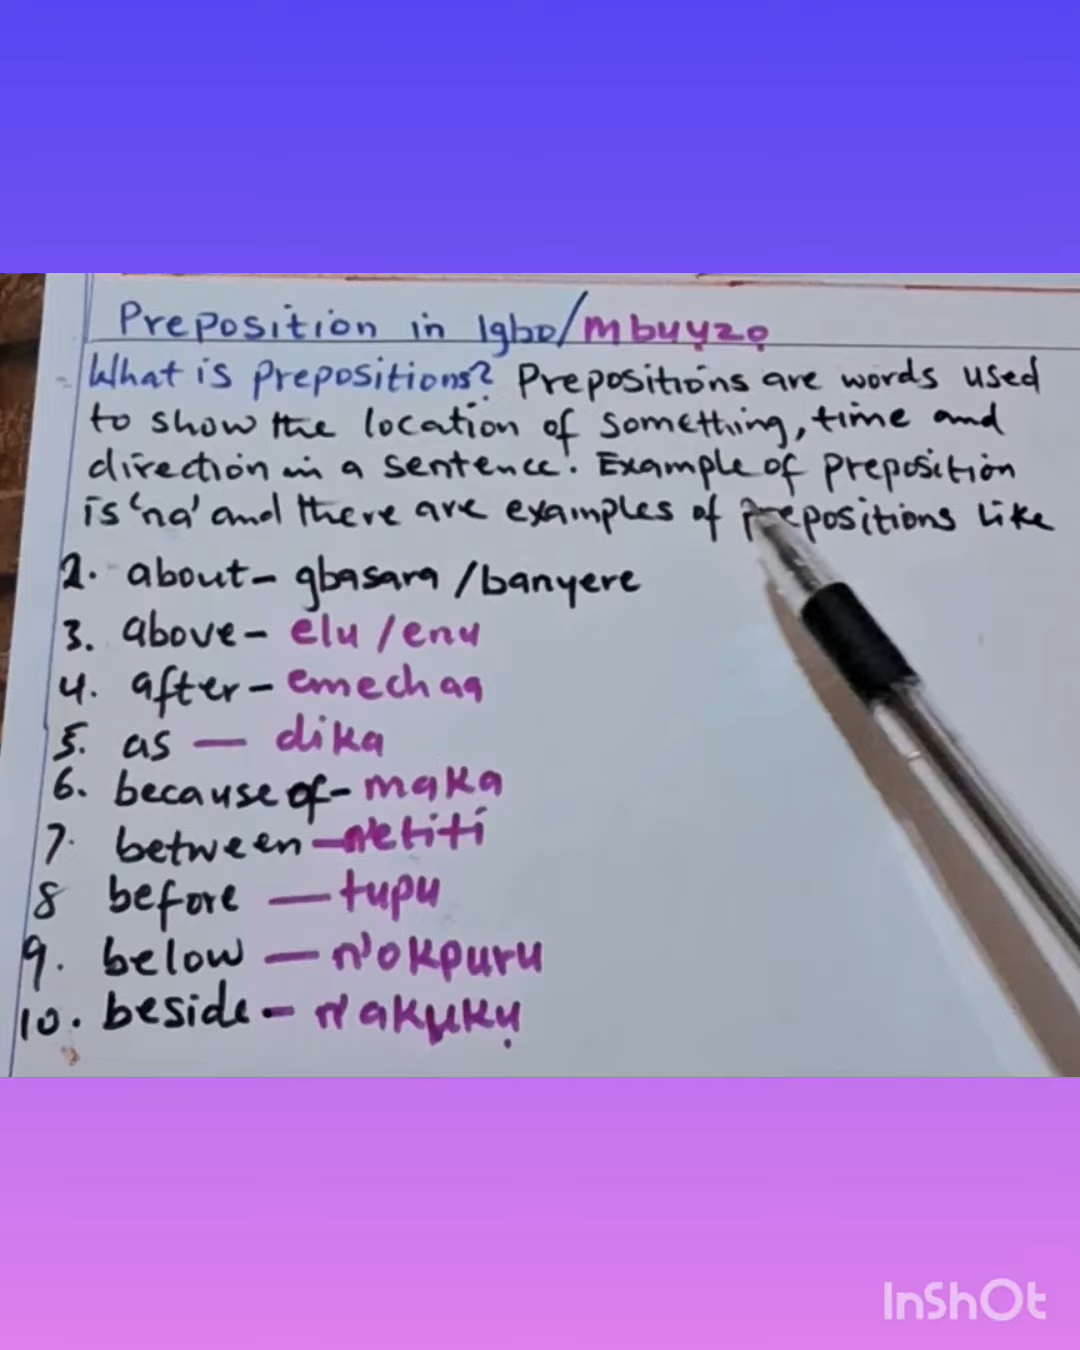 Preposition in Igbo/mbuụzọ
What is prepositions? Prepositions are words used
to show the location of something, time and
direction in a sentence. Example of preposition
is 'na' and there are examples of prepositions like
2. about - gbasara /banyere
3. above - elu /enu
4. after - emechaa
5. as — dika
6. because of - maka
7. between - n'etiti
8 before — tupu
9. below — n'okpuru
10. beside - n'akụkụ
InShOt